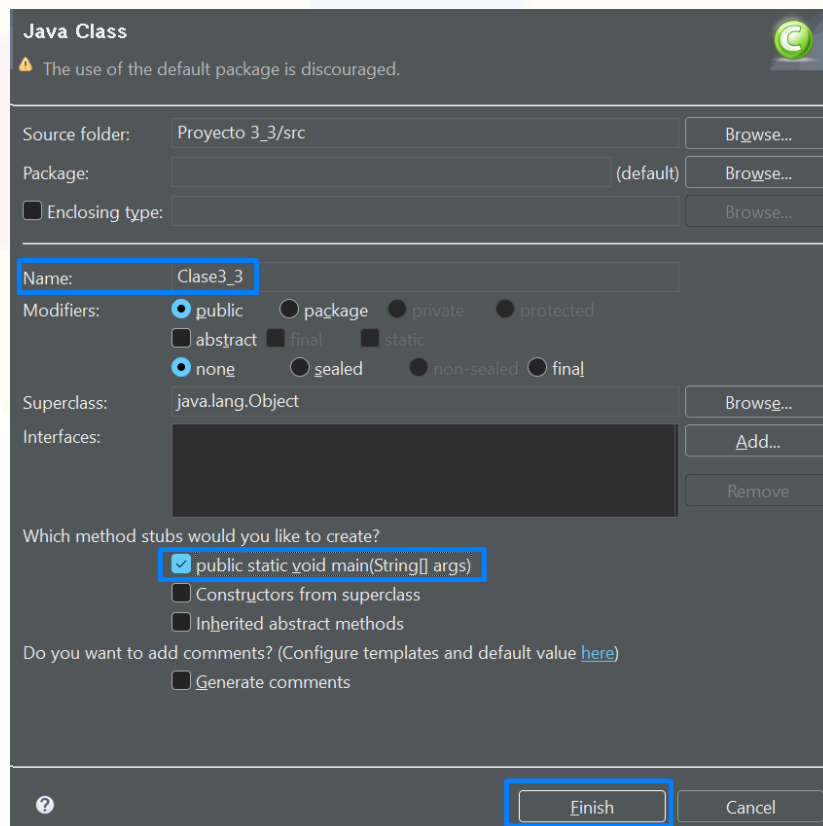 Java Class
The use of the default package is discouraged.
Source folder: Proyecto 3_3/src Browse...
Package: (default) Browse...
Enclosing type: Browse...
Name: Clase3_3
Modifiers: public package private protected
abstract final static
none sealed non-sealed final
Superclass: java.lang.Object Browse...
Interfaces: Add...
Remove
Which method stubs would you like to create?
public static void main(String[] args)
Constructors from superclass
Inherited abstract methods
Do you want to add comments? (Configure templates and default value here)
Generate comments
? Finish Cancel